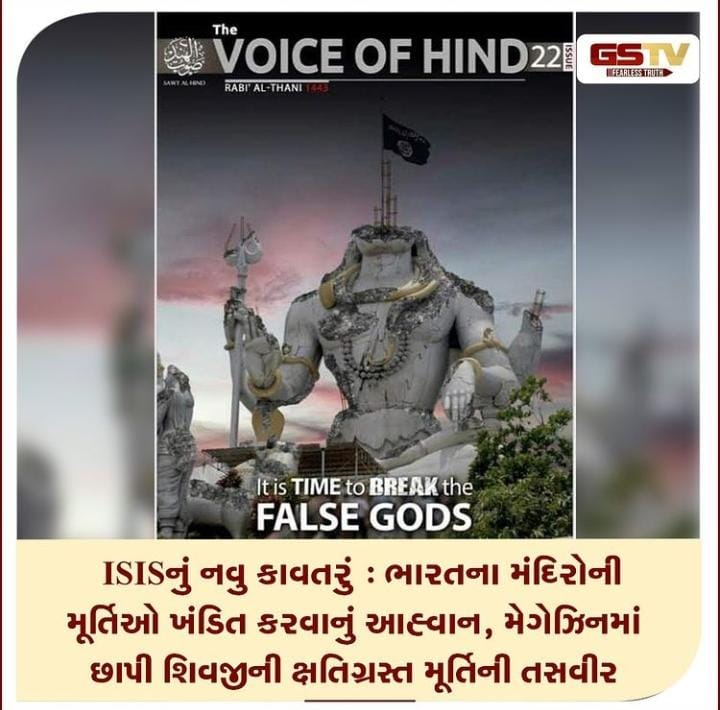 The
VOICE OF HIND
22
ISSUE
SAWT AL-HIND
RABI' AL-THANI 1443
GSTV
FEARLESS TRUTH
It is TIME to BREAK the
FALSE GODS
ISISનું નવુ કાવતરું : ભારતના મંદિરોની
મૂર્તિઓ ખંડિત કરવાનું આહ્વાન, મેગેઝિનમાં
છાપી શિવજીની ક્ષતિગ્રસ્ત મૂર્તિની તસવીર